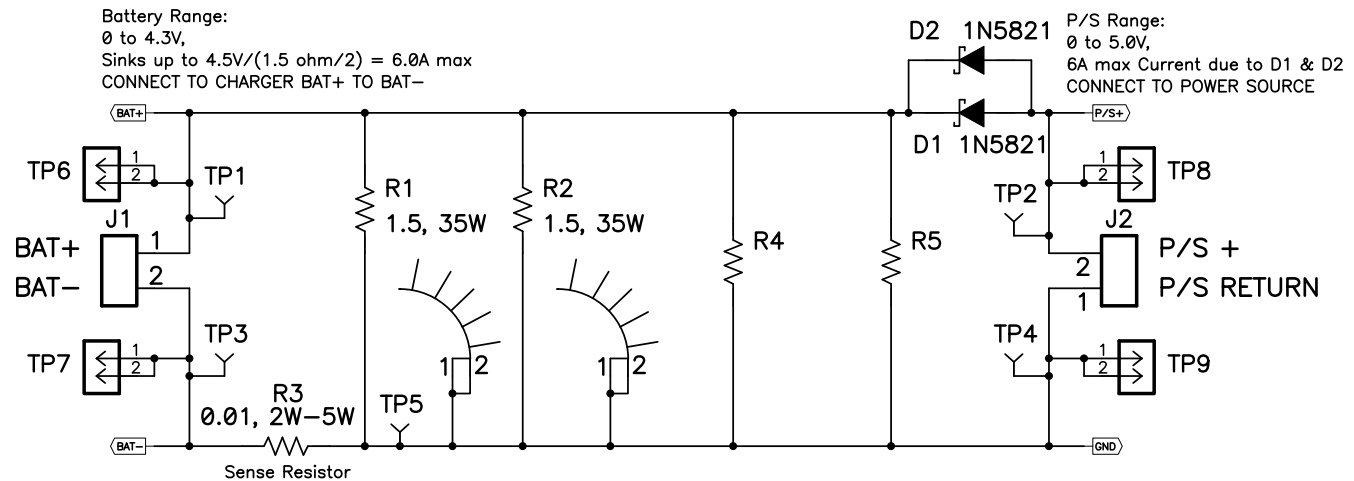 Battery Range:
0 to 4.3V,
Sinks up to 4.5V/(1.5 ohm/2) = 6.0A max
CONNECT TO CHARGER BAT+ TO BAT−
D2 1N5821
P/S Range:
0 to 5.0V,
6A max Current due to D1 & D2
CONNECT TO POWER SOURCE
BAT+
P/S+
D1 1N5821
TP6
1
2
TP1
R1
1.5, 35W
R2
1.5, 35W
TP2
1
2
TP8
J1
BAT+
1
BAT−
2
R4
R5
J2
2
P/S +
1
P/S RETURN
TP7
1
2
TP3
1 2
1 2
TP4
1
2
TP9
R3
0.01, 2W−5W
TP5
BAT−
GND
Sense Resistor